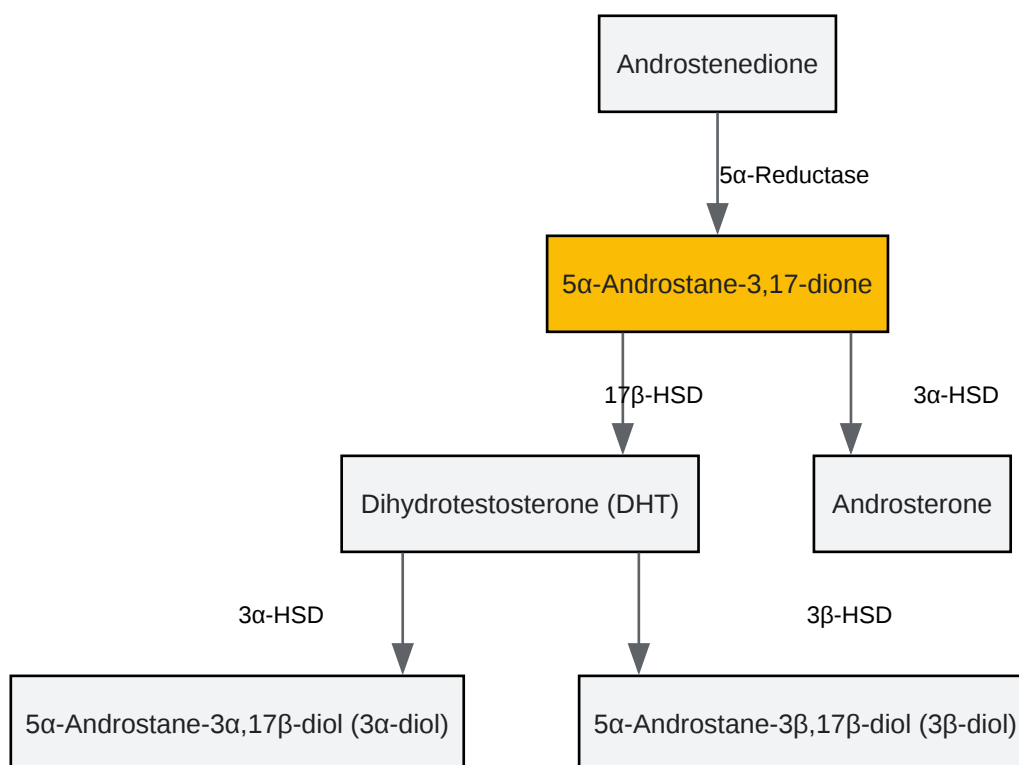 Androstenedione
5α-Reductase
5α-Androstane-3,17-dione
17β-HSD
3α-HSD
Dihydrotestosterone (DHT)
Androsterone
3α-HSD
3β-HSD
5α-Androstane-3α,17β-diol (3α-diol)
5α-Androstane-3β,17β-diol (3β-diol)